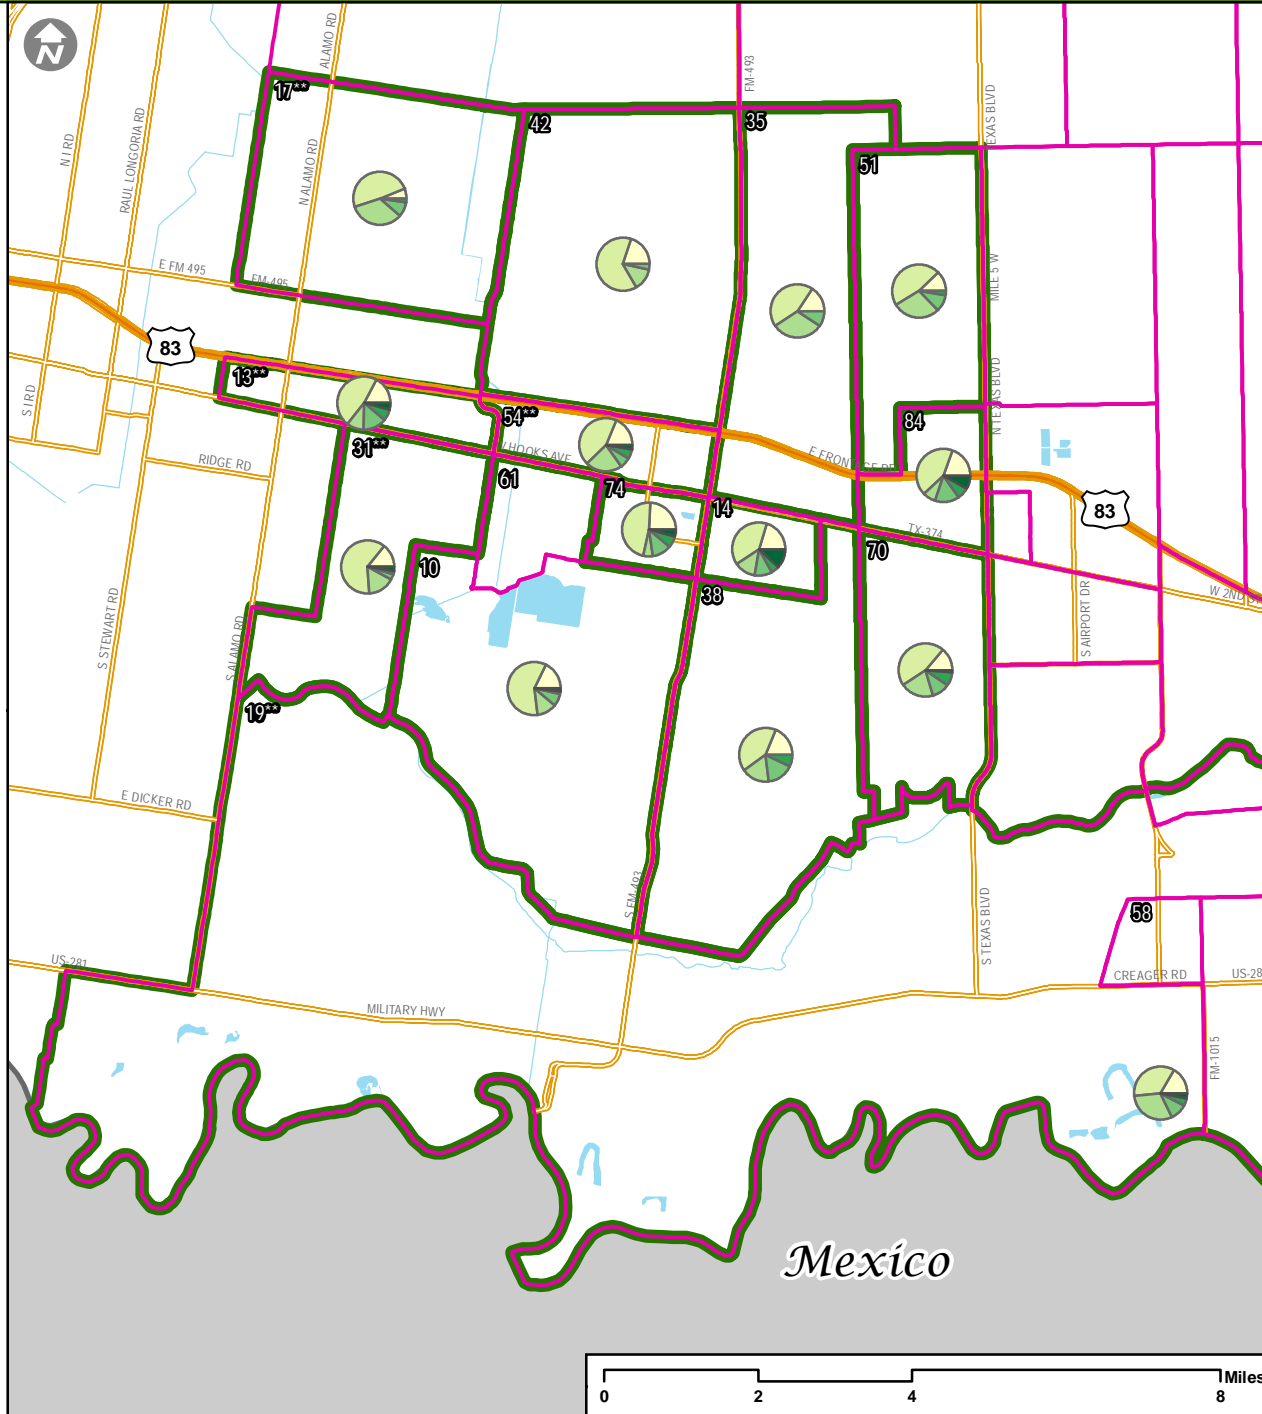 N
ALAMO RD
FM-493
EXAS BLVD
17**
42
35
RAUL LONGORIA RD
N I RD
N ALAMO RD
51
E FM 495
FM-495
MILE 5 W
83
13**
S I RD
N TEXAS BLVD
54**
84
31**
HOOKS AVE
RIDGE RD
61
74
14
83
TX-374
70
10
38
W 2ND S
S AIRPORT DR
S STEWART RD
S ALAMO RD
19**
E DICKER RD
S FM-493
S TEXAS BLVD
58
US-281
CREAGER RD
US-28
MILITARY HWY
FM-1015
Mexico
Miles
0 2 4 8